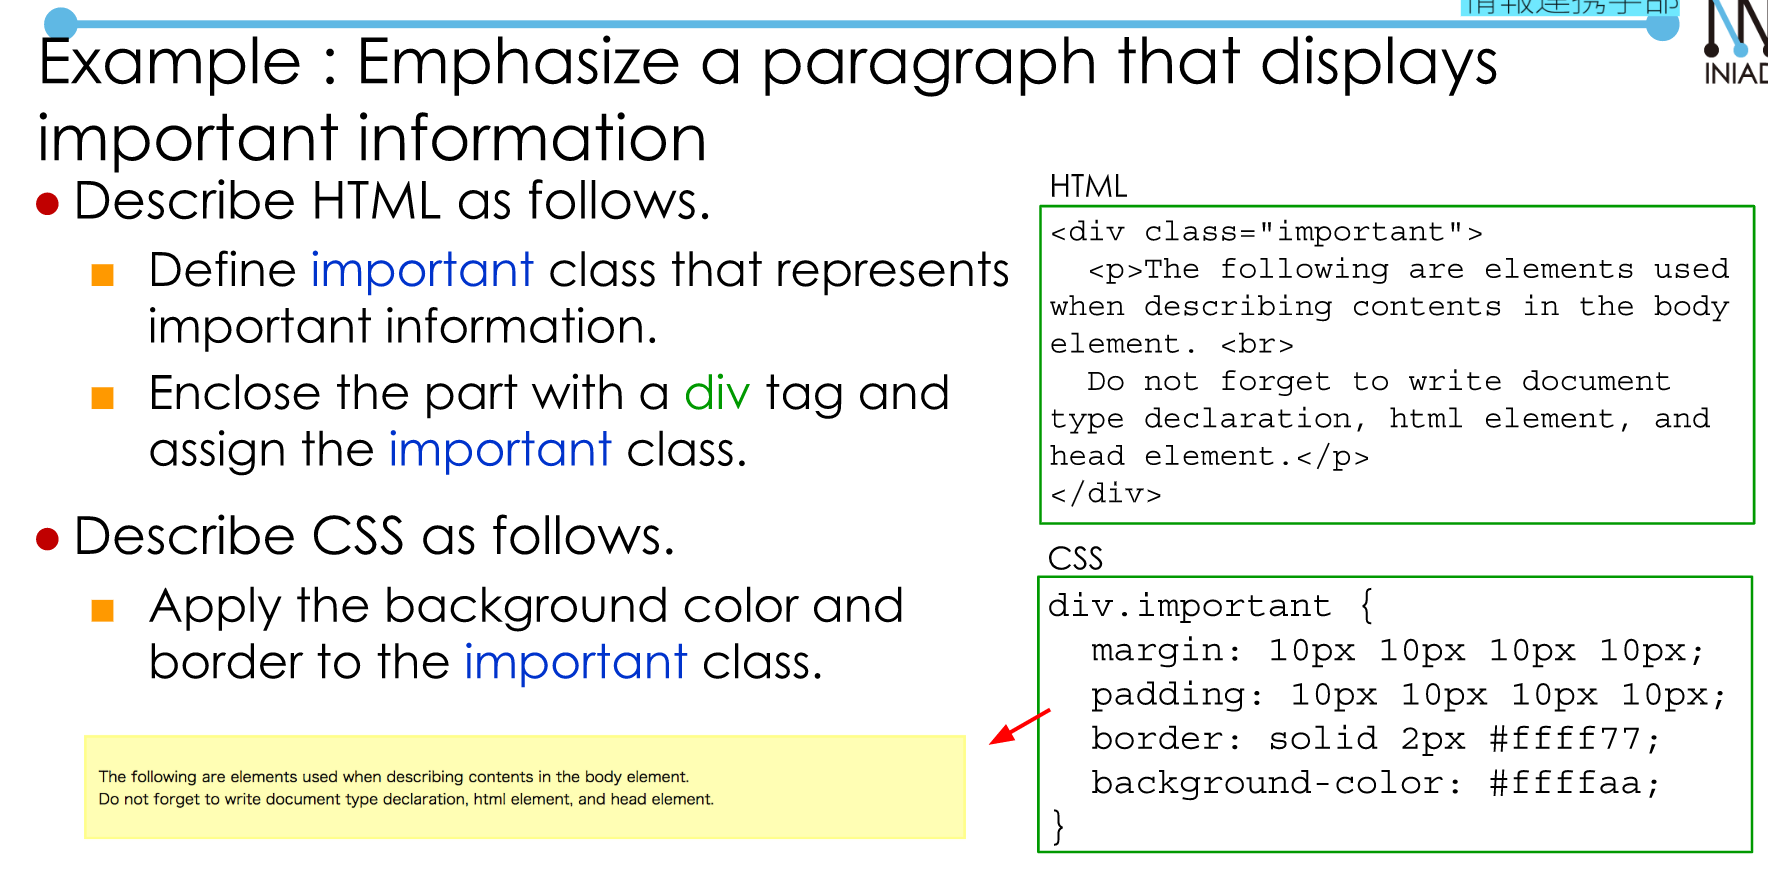 情報連携学部
INIAD
Example : Emphasize a paragraph that displays
important information
● Describe HTML as follows.
■ Define important class that represents
important information.
■ Enclose the part with a div tag and
assign the important class.
● Describe CSS as follows.
■ Apply the background color and
border to the important class.
The following are elements used when describing contents in the body element.
Do not forget to write document type declaration, html element, and head element.
HTML
<div class="important">
  <p>The following are elements used
when describing contents in the body
element. <br>
  Do not forget to write document
type declaration, html element, and
head element.</p>
</div>
CSS
div.important {
  margin: 10px 10px 10px 10px;
  padding: 10px 10px 10px 10px;
  border: solid 2px #ffff77;
  background-color: #ffffaa;
}